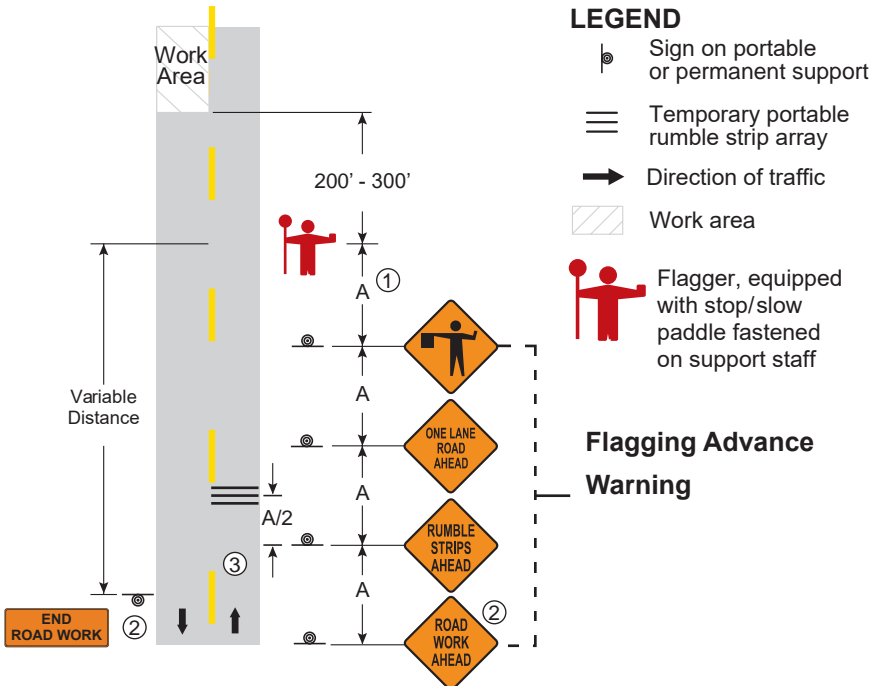 Work
Area
200’ - 300’
A ①
A
A
A/2
A
③
Variable
Distance
END
ROAD WORK
②
ONE LANE
ROAD
AHEAD
RUMBLE
STRIPS
AHEAD
ROAD
WORK
AHEAD
②
Flagging Advance
Warning
LEGEND
Sign on portable
or permanent support
Temporary portable
rumble strip array
Direction of traffic
Work area
Flagger, equipped
with stop/slow
paddle fastened
on support staff